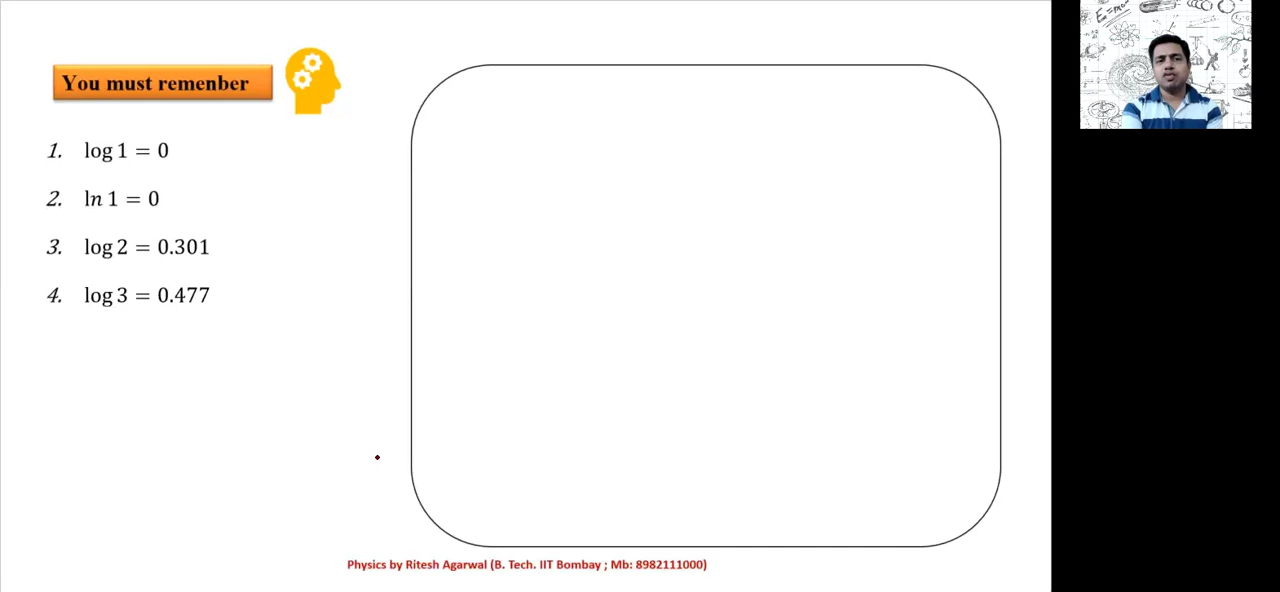 You must remenber
1. log 1 = 0
2. ln 1 = 0
3. log 2 = 0.301
4. log 3 = 0.477
Physics by Ritesh Agarwal (B. Tech. IIT Bombay ; Mb: 8982111000)